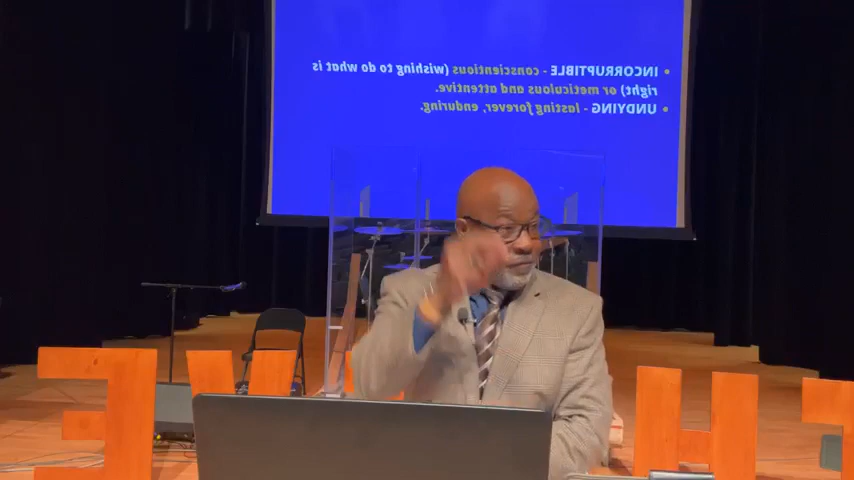 • INCORRUPTIBLE - conscientious (wishing to do what is
right) or meticulous and attentive.
• UNDYING - lasting forever, enduring.